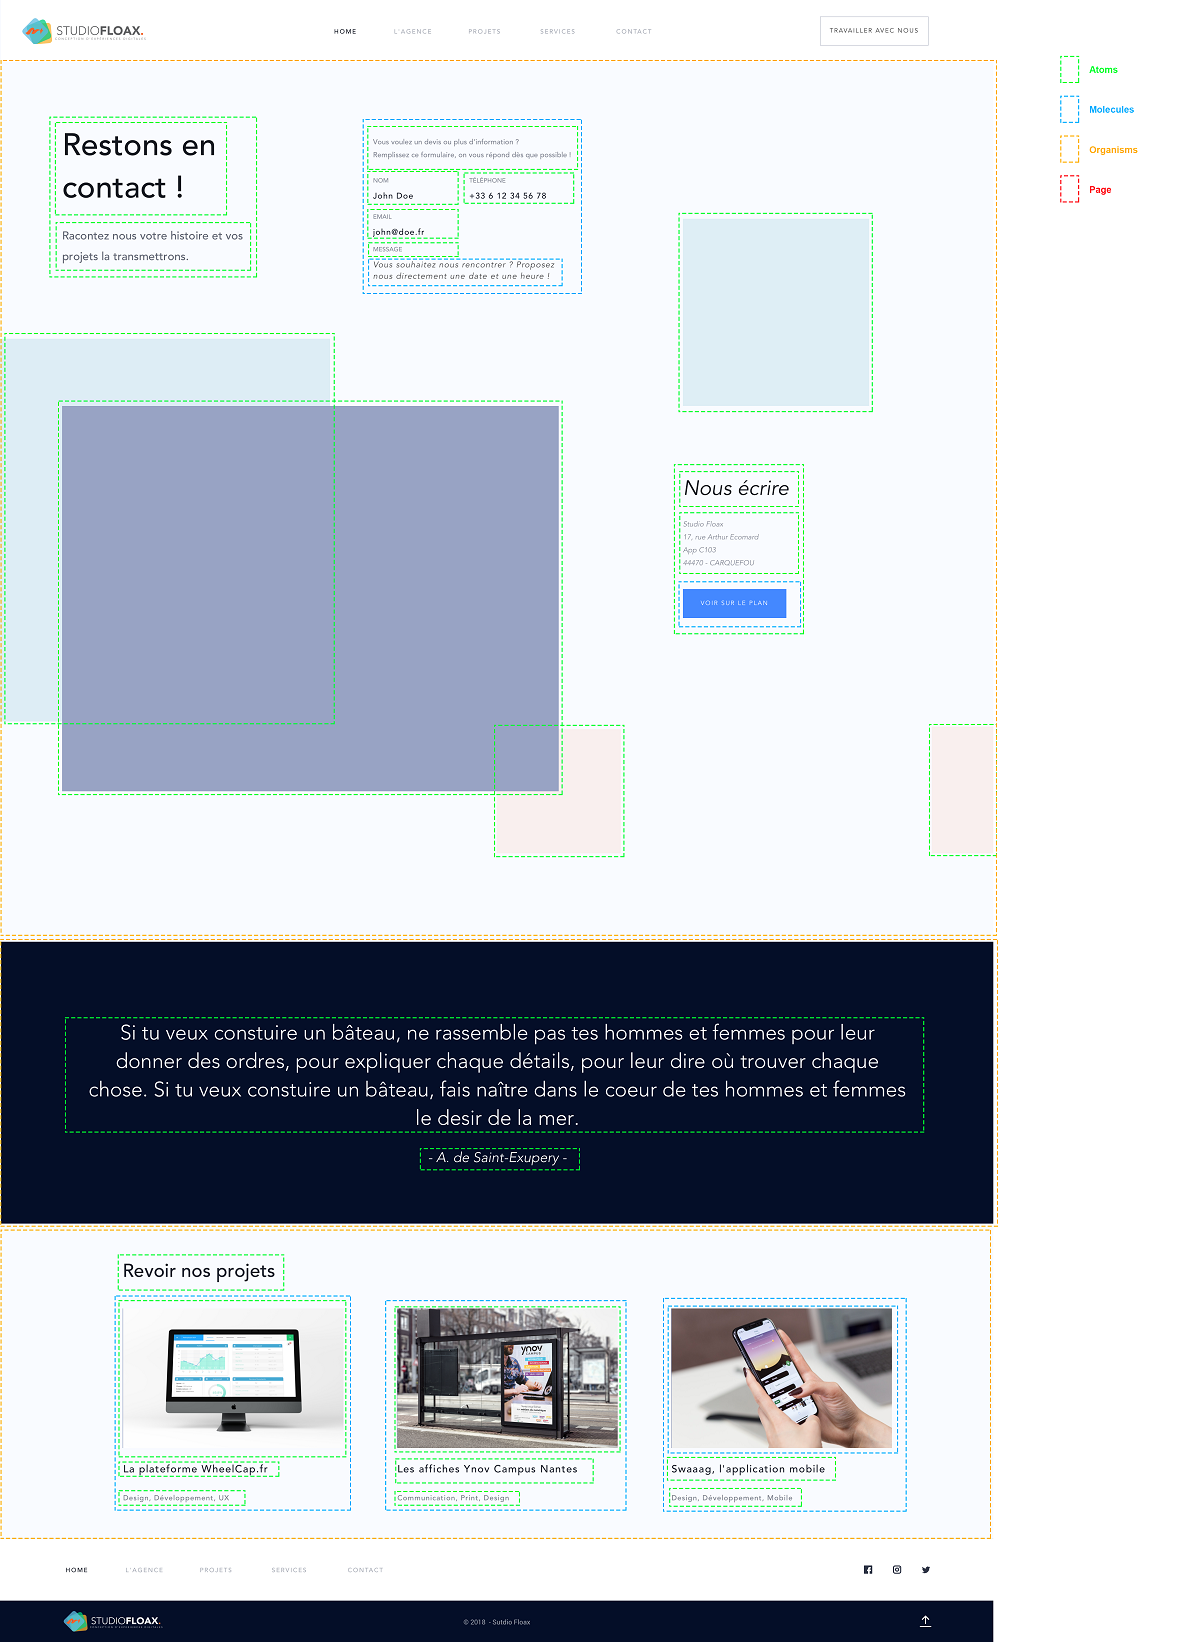 STUDIOFLOAX.
CONCEPTION D'EXPÉRIENCES DIGITALES
HOME
L'AGENCE
PROJETS
SERVICES
CONTACT
TRAVAILLER AVEC NOUS
Atoms
Molecules
Organisms
Page
Restons en
contact !
Racontez nous votre histoire et vos
projets la transmettrons.
Vous voulez un devis ou plus d'information ?
Remplissez ce formulaire, on vous répond dès que possible !
NOM
John Doe
TÉLÉPHONE
+33 6 12 34 56 78
EMAIL
john@doe.fr
MESSAGE
Vous souhaitez nous rencontrer ? Proposez
nous directement une date et une heure !
Nous écrire
Studio Floax
17, rue Arthur Ecomard
App C103
44470 - CARQUEFOU
VOIR SUR LE PLAN
Si tu veux constuire un bâteau, ne rassemble pas tes hommes et femmes pour leur
donner des ordres, pour expliquer chaque détails, pour leur dire où trouver chaque
chose. Si tu veux constuire un bâteau, fais naître dans le coeur de tes hommes et femmes
le desir de la mer.
- A. de Saint-Exupery -
Revoir nos projets
ynov
CAMPUS
La plateforme WheelCap.fr
Design, Développement, UX
Les affiches Ynov Campus Nantes
Communication, Print, Design
Swaaag, l'application mobile
Design, Développement, Mobile
HOME
L'AGENCE
PROJETS
SERVICES
CONTACT
STUDIOFLOAX.
CONCEPTION D'EXPÉRIENCES DIGITALES
© 2018 - Sutdio Floax